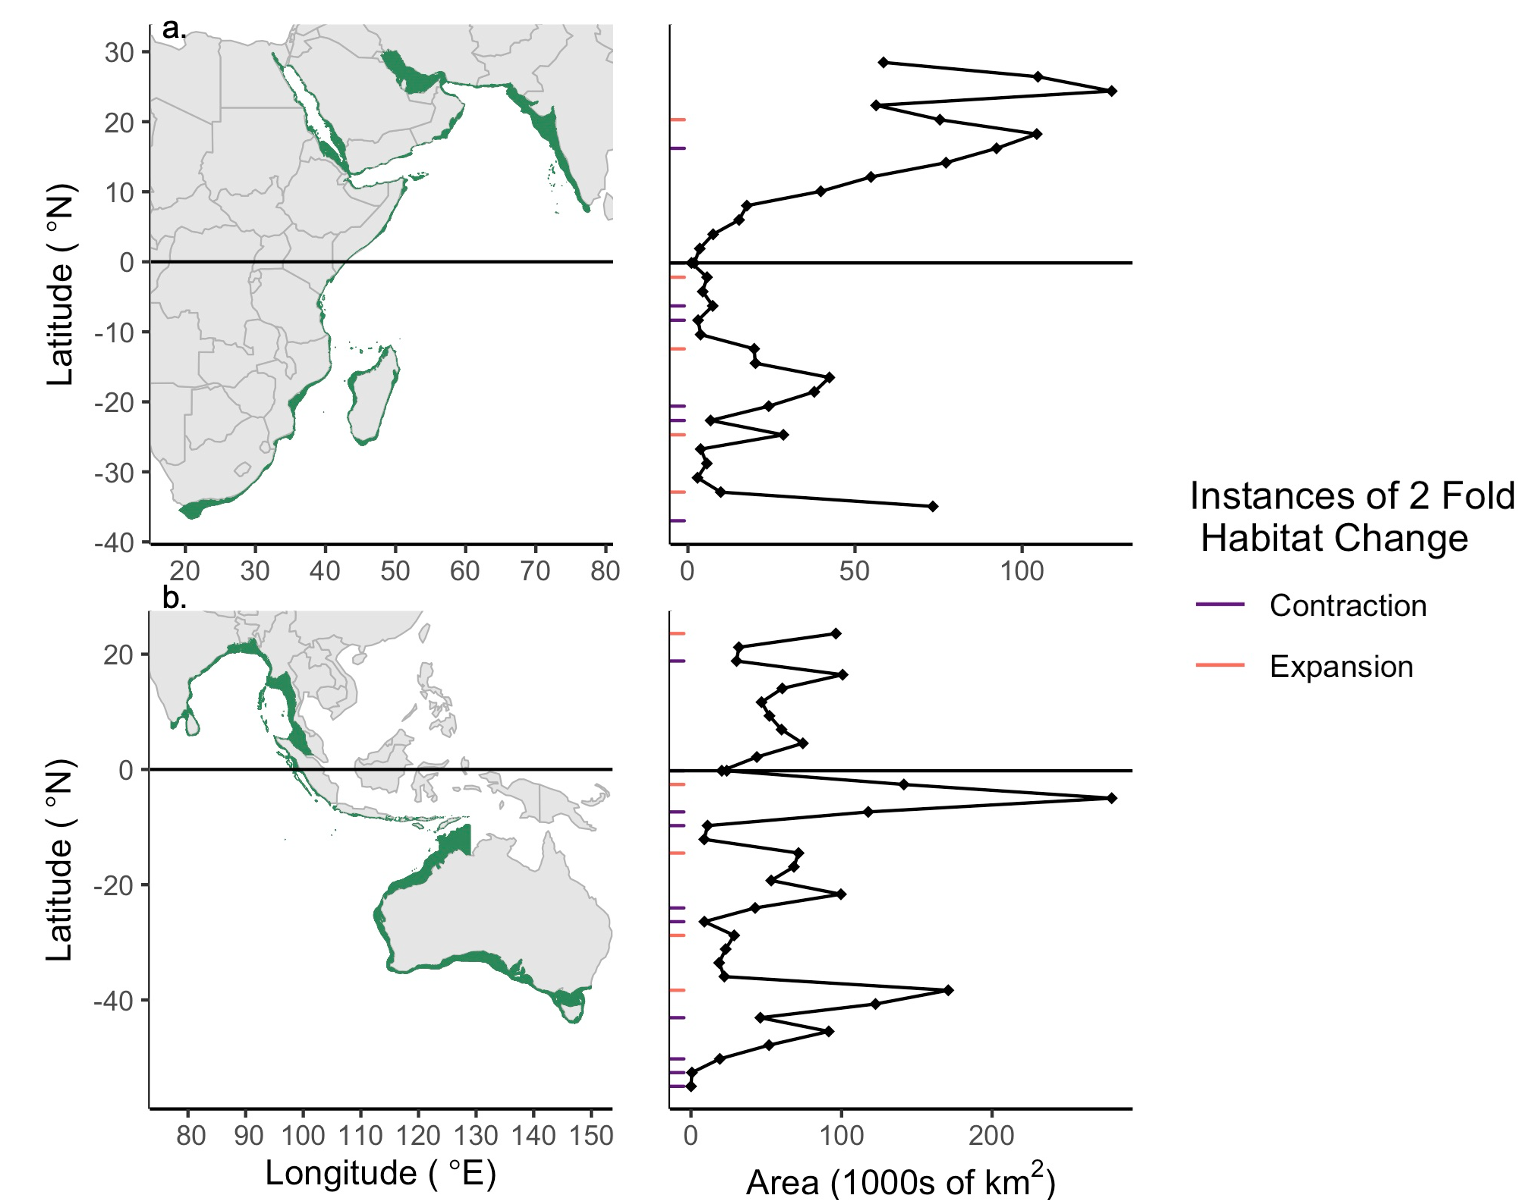 a.
30
20
10
0
-10
-20
-30
-40
Latitude ( °N)
20 30 40 50 60 70 80
0 50 100
b.
20
0
-20
-40
Latitude ( °N)
80 90 100 110 120 130 140 150
Longitude ( °E)
0 100 200
Area (1000s of km²)
Instances of 2 Fold
Habitat Change
Contraction
Expansion